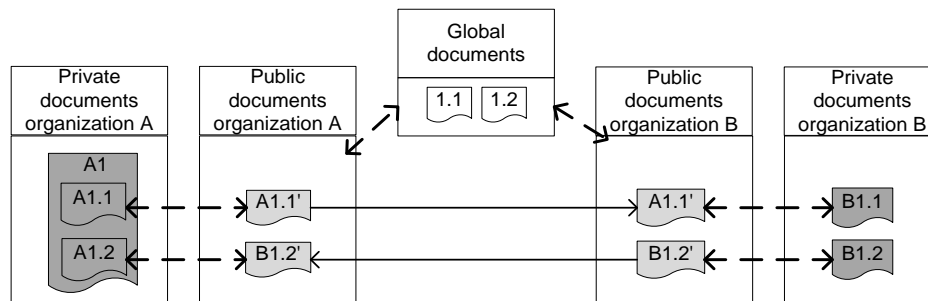 Global
documents
1.1 1.2
Private
documents
organization A
Public
documents
organization A
Public
documents
organization B
Private
documents
organization B
A1
A1.1
A1.1'
A1.1'
B1.1
A1.2
B1.2'
B1.2'
B1.2